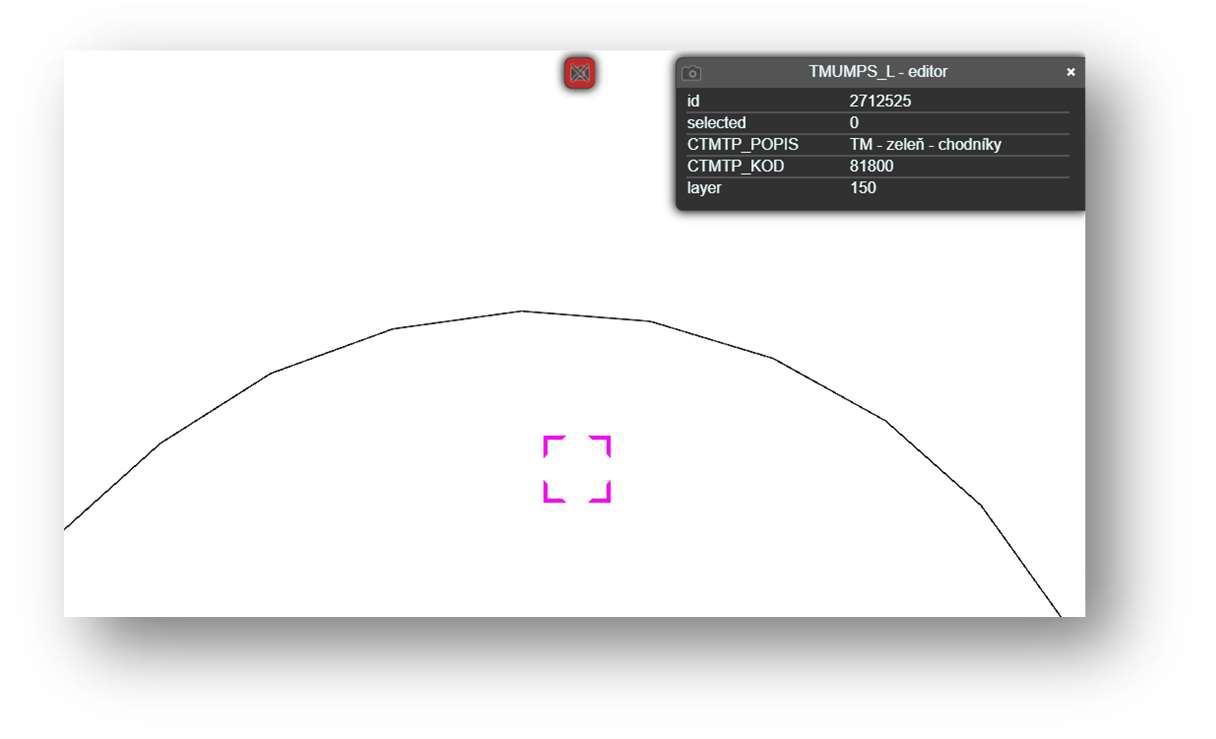 TMUMPS_L - editor
id 2712525
selected 0
CTMTP_POPIS TM - zeleň - chodníky
CTMTP_KOD 81800
layer 150